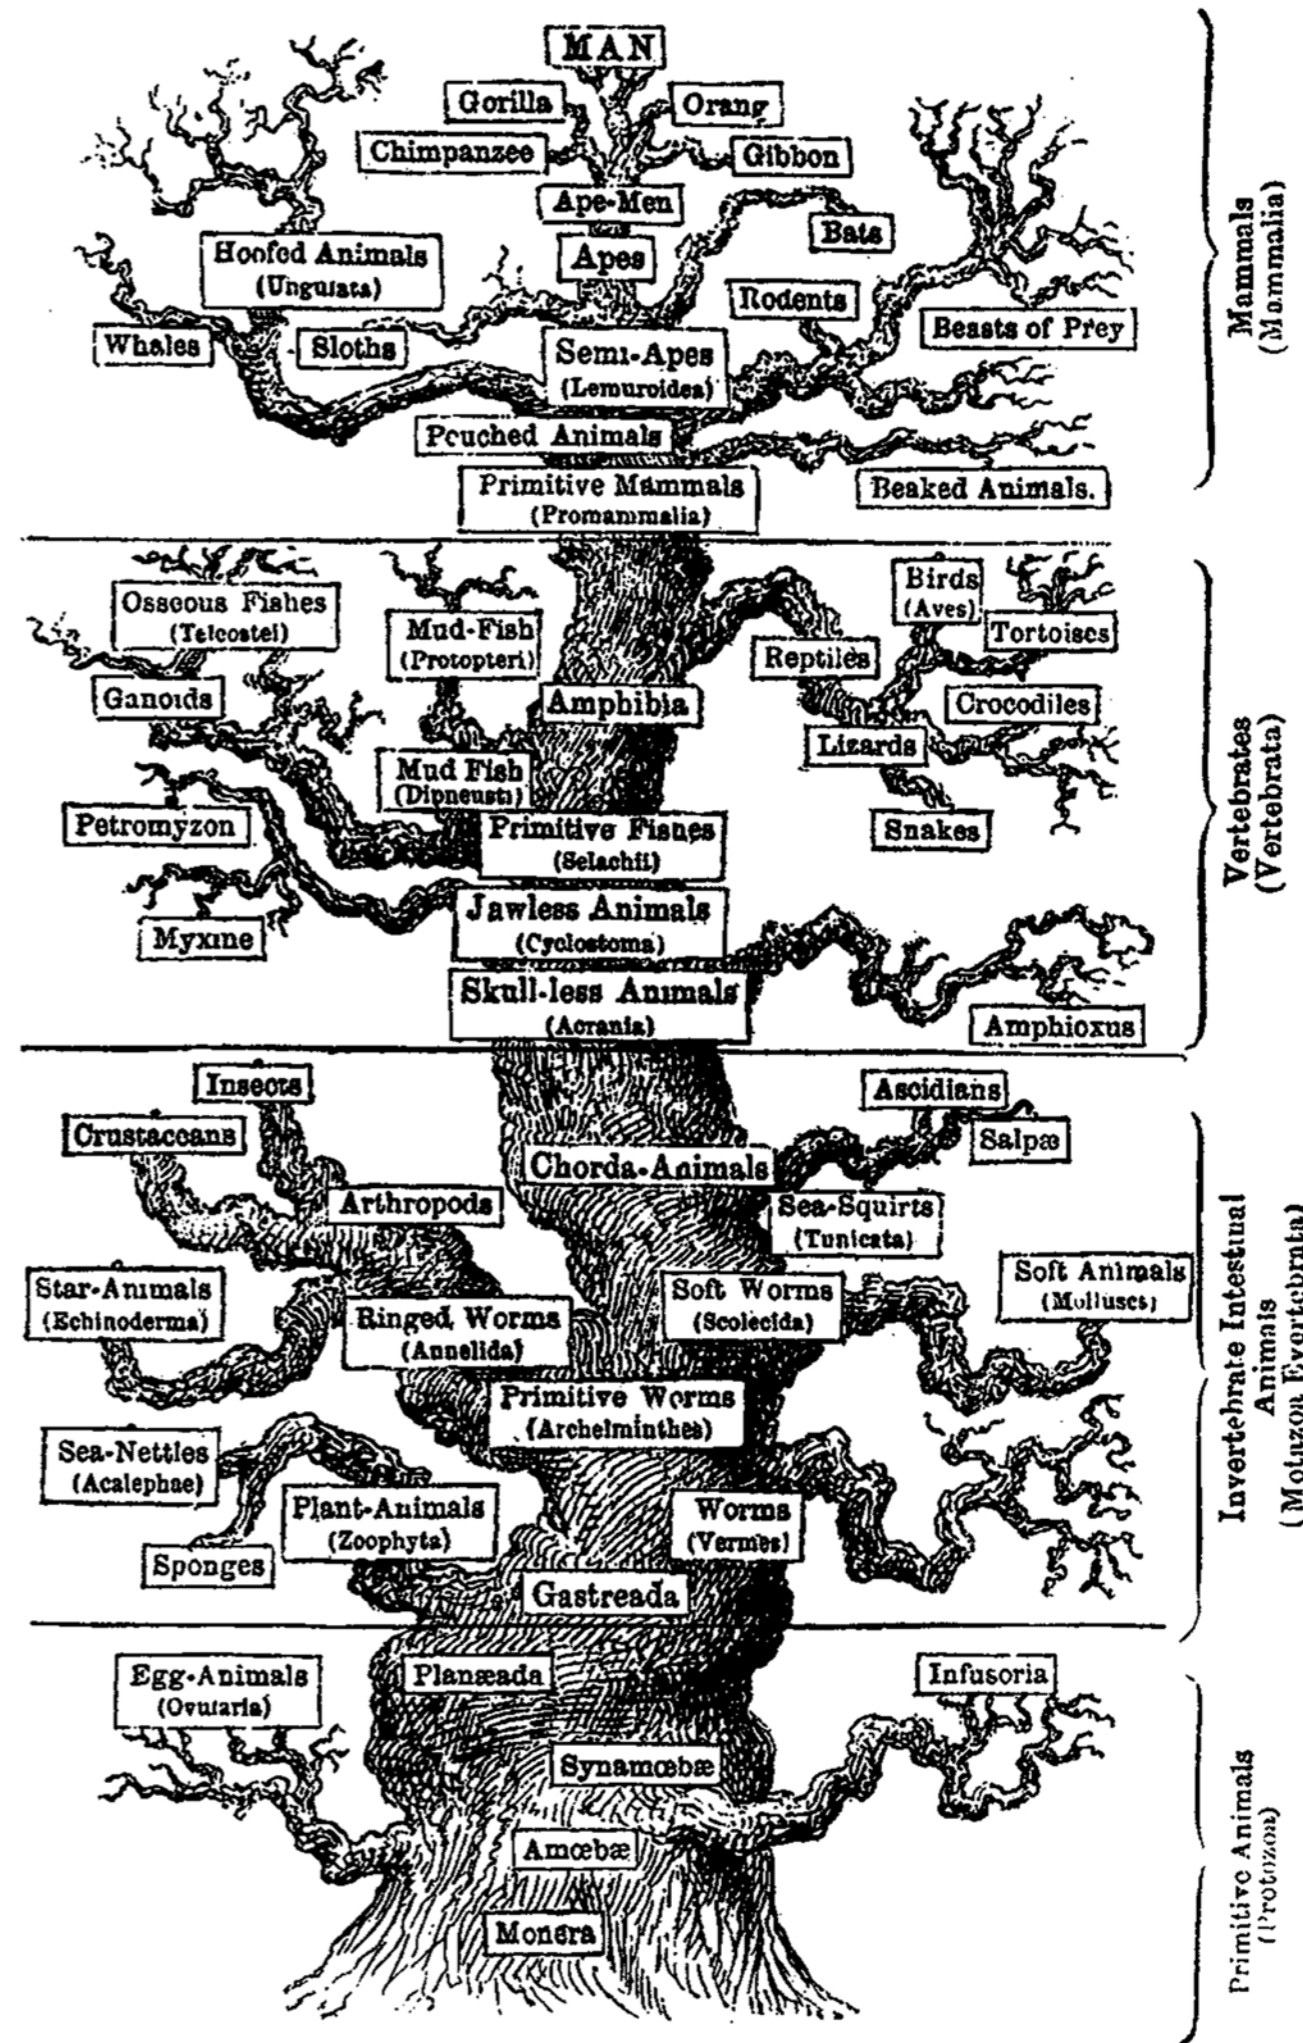 MAN
Gorilla
Orang
Chimpanzee
Gibbon
Ape-Men
Bats
Apes
Hoofed Animals
(Ungulata)
Rodents
Beasts of Prey
Whales
Sloths
Semi-Apes
(Lemuroidea)
Pouched Animals
Primitive Mammals
(Promammalia)
Beaked Animals.
Mammals
(Mammalia)
Osseous Fishes
(Teleostei)
Mud-Fish
(Protopteri)
Birds
(Aves)
Tortoises
Reptiles
Ganoids
Amphibia
Crocodiles
Lizards
Mud Fish
(Dipneusti)
Petromyzon
Primitive Fishes
(Selachii)
Snakes
Jawless Animals
(Cyclostoma)
Myxine
Skull-less Animals
(Acrania)
Amphioxus
Vertebrates
(Vertebrata)
Insects
Ascidians
Crustaceans
Salpæ
Chorda-Animals
Arthropods
Sea-Squirts
(Tunicata)
Star-Animals
(Echinoderma)
Ringed Worms
(Annelida)
Soft Worms
(Scolecida)
Soft Animals
(Molluscs)
Primitive Worms
(Archelminthes)
Sea-Nettles
(Acalephae)
Plant-Animals
(Zoophyta)
Worms
(Vermes)
Sponges
Gastreada
Invertebrate Intestinal
Animals
(Metazoa Evertebrata)
Egg-Animals
(Ovularia)
Planæada
Infusoria
Synamœbæ
Amœbæ
Monera
Primitive Animals
(Protozoa)